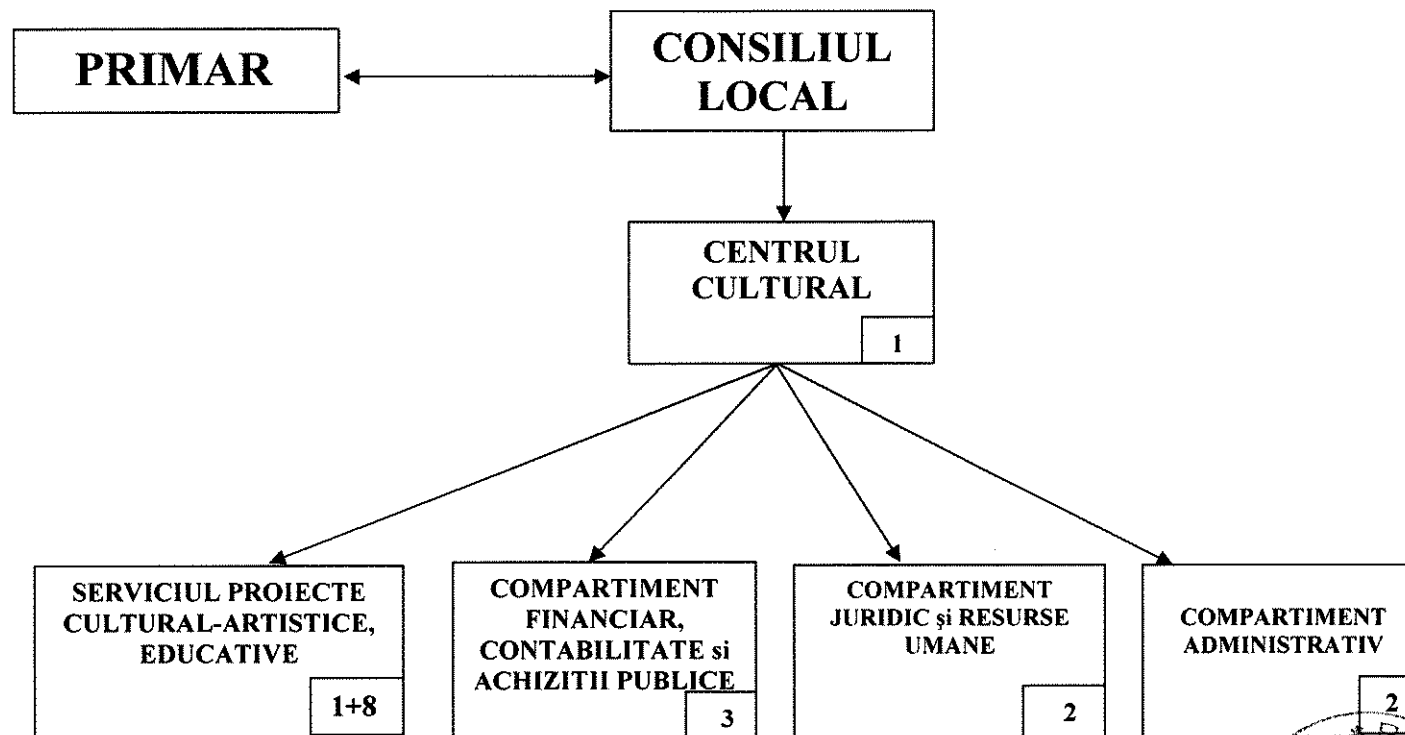 PRIMAR
CONSILIUL
LOCAL
CENTRUL
CULTURAL
1
SERVICIUL PROIECTE
CULTURAL-ARTISTICE,
EDUCATIVE
1+8
COMPARTIMENT
FINANCIAR,
CONTABILITATE si
ACHIZITII PUBLICE
3
COMPARTIMENT
JURIDIC şi RESURSE
UMANE
2
COMPARTIMENT
ADMINISTRATIV
2